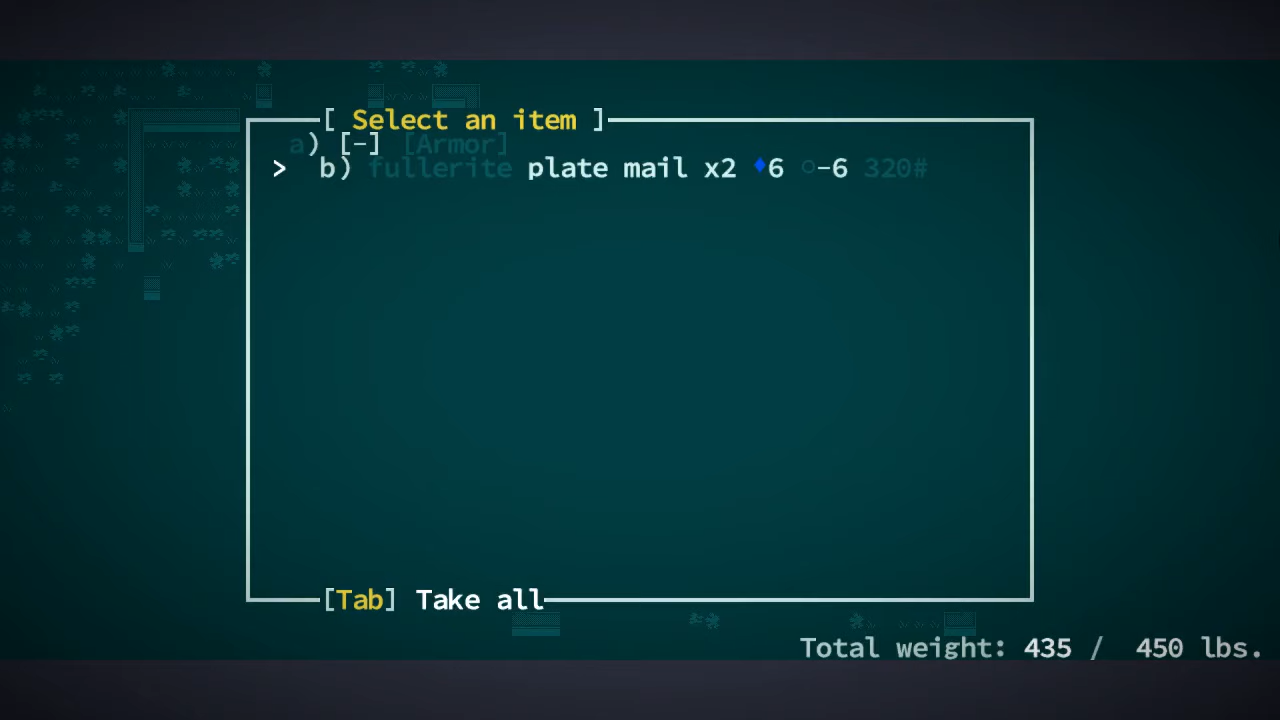 [ Select an item ]
a) [-] [Armor]
> b) fullerite plate mail x2 ♦6 ○-6 320#
[Tab] Take all
Total weight: 435 / 450 lbs.